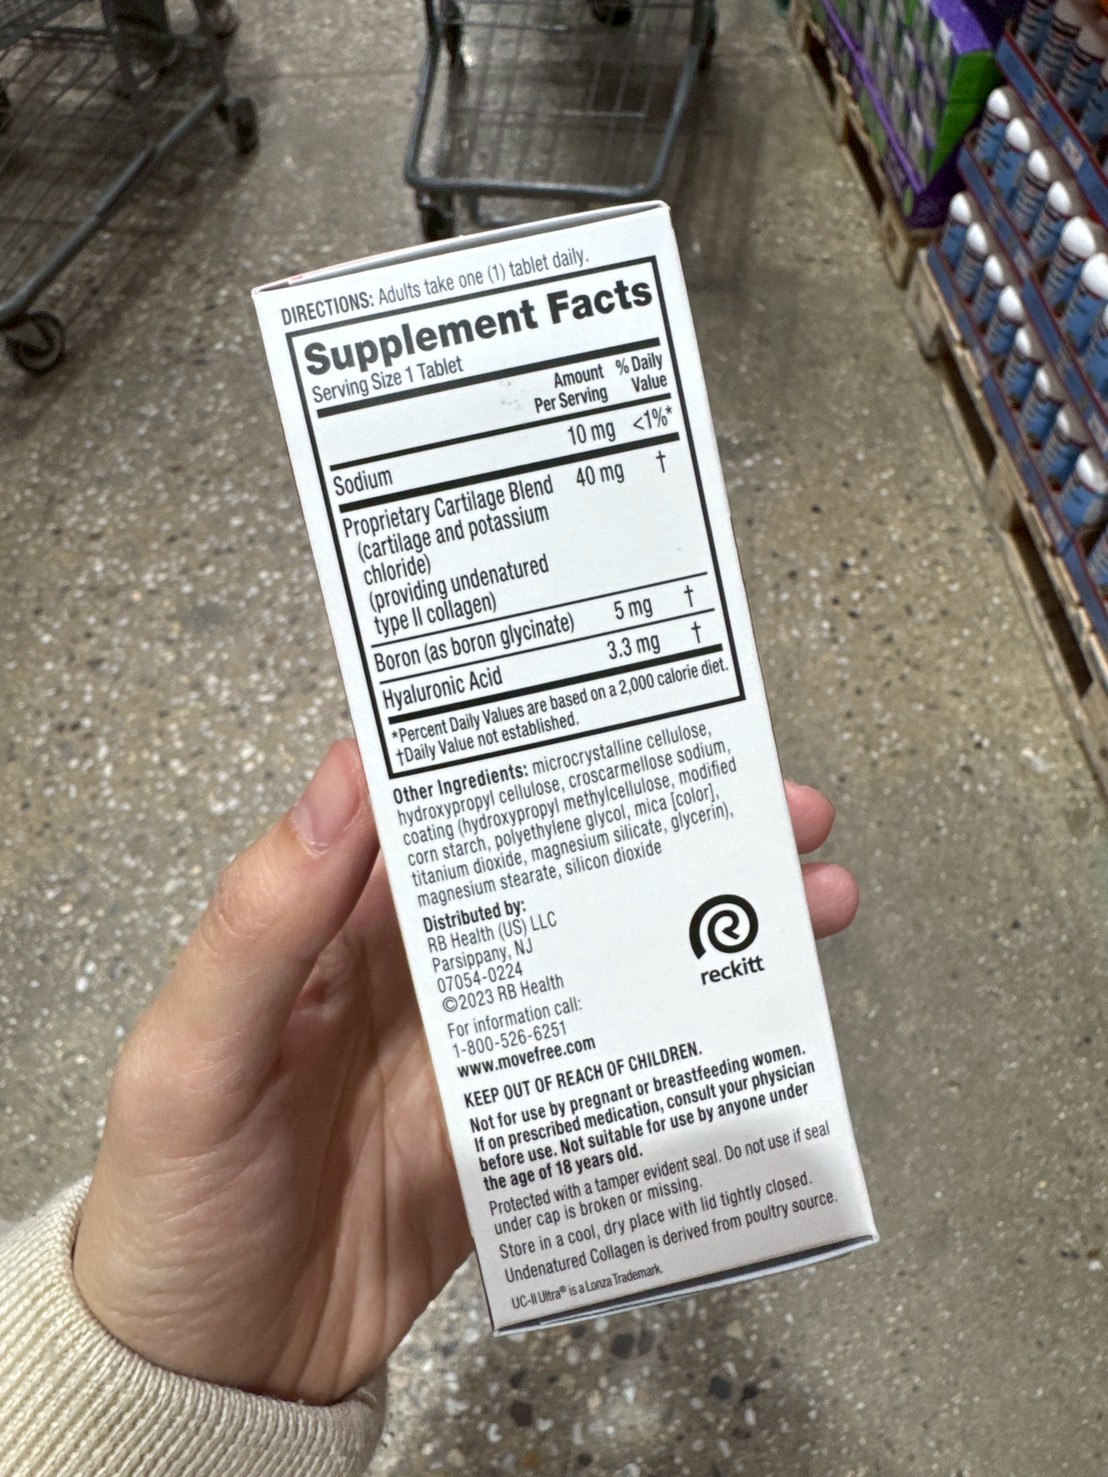 DIRECTIONS: Adults take one (1) tablet daily.
Supplement Facts
Serving Size 1 Tablet
Amount Per Serving % Daily Value
Sodium 10 mg <1%*
Proprietary Cartilage Blend 40 mg †
(cartilage and potassium
chloride)
(providing undenatured
type II collagen)
Boron (as boron glycinate) 5 mg †
Hyaluronic Acid 3.3 mg †
*Percent Daily Values are based on a 2,000 calorie diet.
†Daily Value not established.
Other Ingredients: microcrystalline cellulose,
hydroxypropyl cellulose, croscarmellose sodium,
coating (hydroxypropyl methylcellulose, modified
corn starch, polyethylene glycol, mica [color],
titanium dioxide, magnesium silicate, glycerin),
magnesium stearate, silicon dioxide
Distributed by:
RB Health (US) LLC
Parsippany, NJ
07054-0224
©2023 RB Health
reckitt
For information call:
1-800-526-6251
www.movefree.com
KEEP OUT OF REACH OF CHILDREN.
Not for use by pregnant or breastfeeding women.
If on prescribed medication, consult your physician
before use. Not suitable for use by anyone under
the age of 18 years old.
Protected with a tamper evident seal. Do not use if seal
under cap is broken or missing.
Store in a cool, dry place with lid tightly closed.
Undenatured Collagen is derived from poultry source.
UC-II Ultra® is a Lonza Trademark.